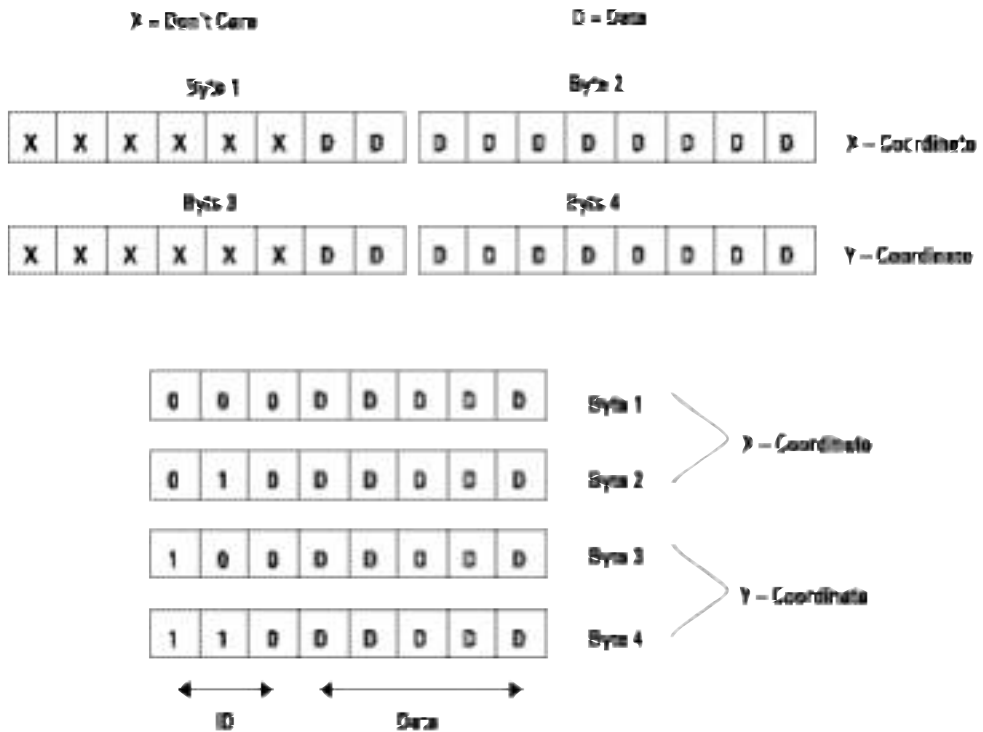 X = Don't Care D = Data
Byte 1 Byte 2
X X X X X X D D D D D D D D D D X – Coordinate
Byte 3 Byte 4
X X X X X X D D D D D D D D D D Y – Coordinate
0 0 0 D D D D D Byte 1
X – Coordinate
0 1 0 D D D D D Byte 2
1 0 0 D D D D D Byte 3
Y – Coordinate
1 1 0 D D D D D Byte 4
ID Data